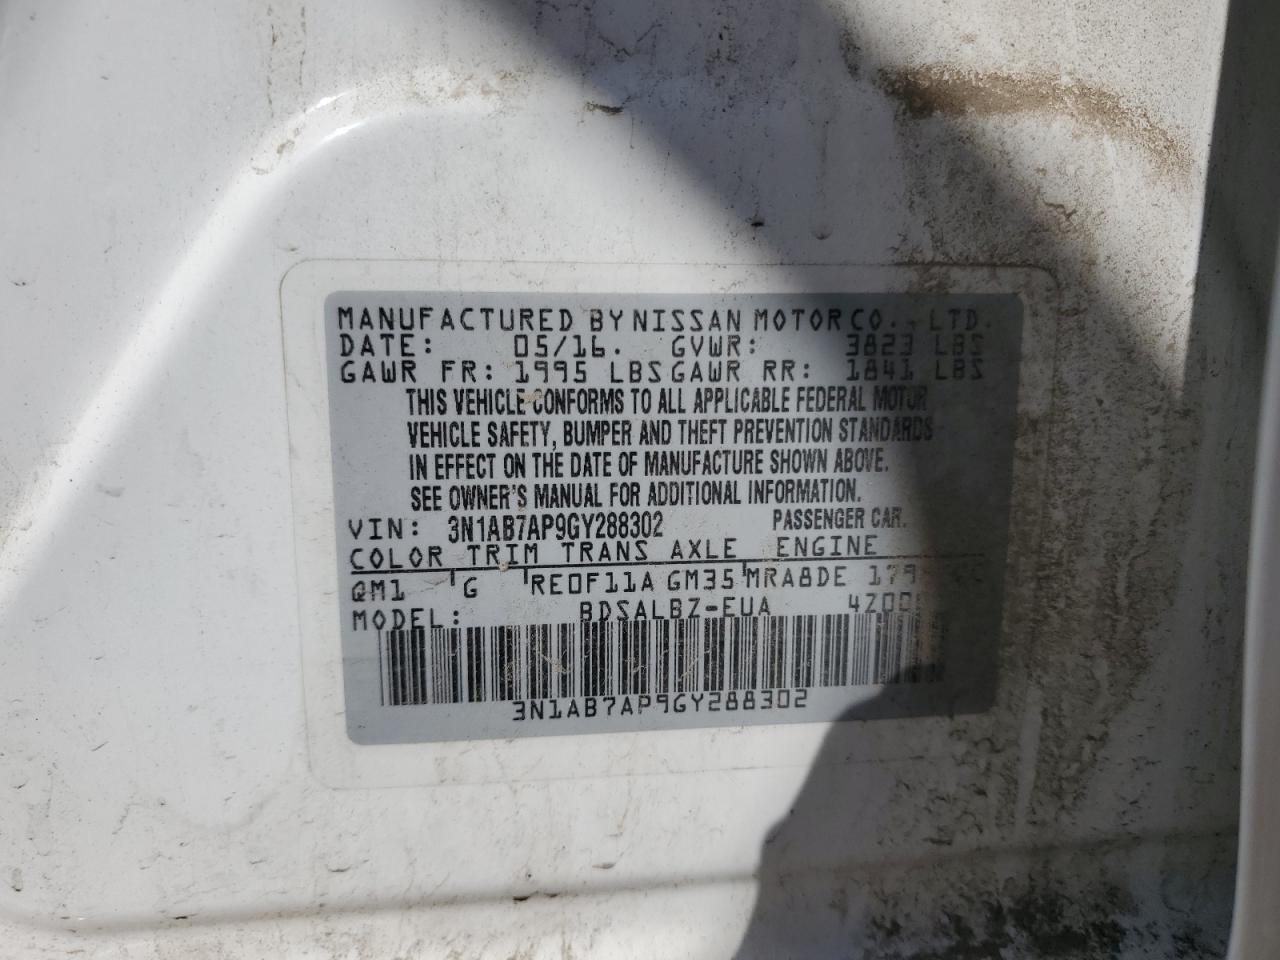 MANUFACTURED BY NISSAN MOTOR CO., LTD.
DATE: 05/16. GVWR: 3823 LBS
GAWR FR: 1995 LBS GAWR RR: 1841 LBS
THIS VEHICLE CONFORMS TO ALL APPLICABLE FEDERAL MOTOR
VEHICLE SAFETY, BUMPER AND THEFT PREVENTION STANDARDS
IN EFFECT ON THE DATE OF MANUFACTURE SHOWN ABOVE.
SEE OWNER'S MANUAL FOR ADDITIONAL INFORMATION.
VIN: 3N1AB7AP9GY288302 PASSENGER CAR.
COLOR TRIM TRANS AXLE ENGINE
QM1 G RE0F11A GM35 MRA8DE
MODEL: BDSALBZ-EUA
3N1AB7AP9GY288302